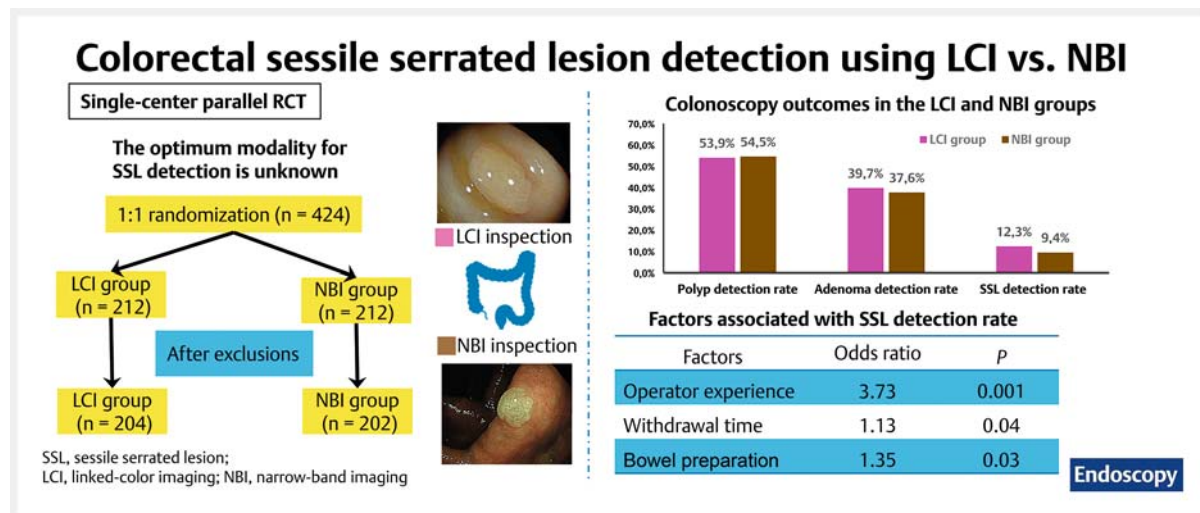 Colorectal sessile serrated lesion detection using LCI vs. NBI
Single-center parallel RCT
The optimum modality for
SSL detection is unknown
1:1 randomization (n = 424)
LCI group
(n = 212)
NBI group
(n = 212)
After exclusions
LCI group
(n = 204)
NBI group
(n = 202)
SSL, sessile serrated lesion;
LCI, linked-color imaging; NBI, narrow-band imaging
LCI inspection
NBI inspection
Colonoscopy outcomes in the LCI and NBI groups
70,0%
60,0%
50,0%
40,0%
30,0%
20,0%
10,0%
0,0%
LCI group
NBI group
53,9%
54,5%
39,7%
37,6%
12,3%
9,4%
Polyp detection rate
Adenoma detection rate
SSL detection rate
Factors associated with SSL detection rate
Factors Odds ratio P
Operator experience 3.73 0.001
Withdrawal time 1.13 0.04
Bowel preparation 1.35 0.03
Endoscopy